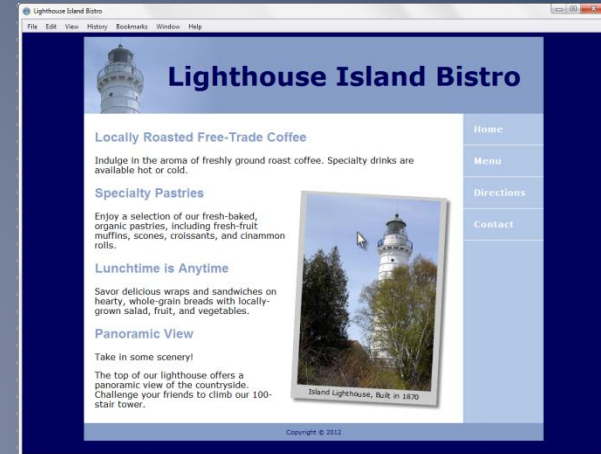 Lighthouse Island Bistro
File Edit View History Bookmarks Window Help
Lighthouse Island Bistro
Locally Roasted Free-Trade Coffee
Indulge in the aroma of freshly ground roast coffee. Specialty drinks are
available hot or cold.
Specialty Pastries
Enjoy a selection of our fresh-baked,
organic pastries, including fresh-fruit
muffins, scones, croissants, and cinammon
rolls.
Lunchtime is Anytime
Savor delicious wraps and sandwiches on
hearty, whole-grain breads with locally-
grown salad, fruit, and vegetables.
Panoramic View
Take in some scenery!
The top of our lighthouse offers a
panoramic view of the countryside.
Challenge your friends to climb our 100-
stair tower.
Island Lighthouse, Built in 1870
Home
Menu
Directions
Contact
Copyright © 2012